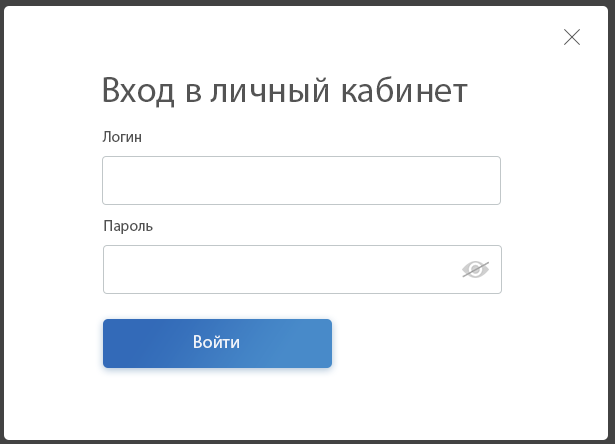 Вход в личный кабинет
Логин
Пароль
Войти